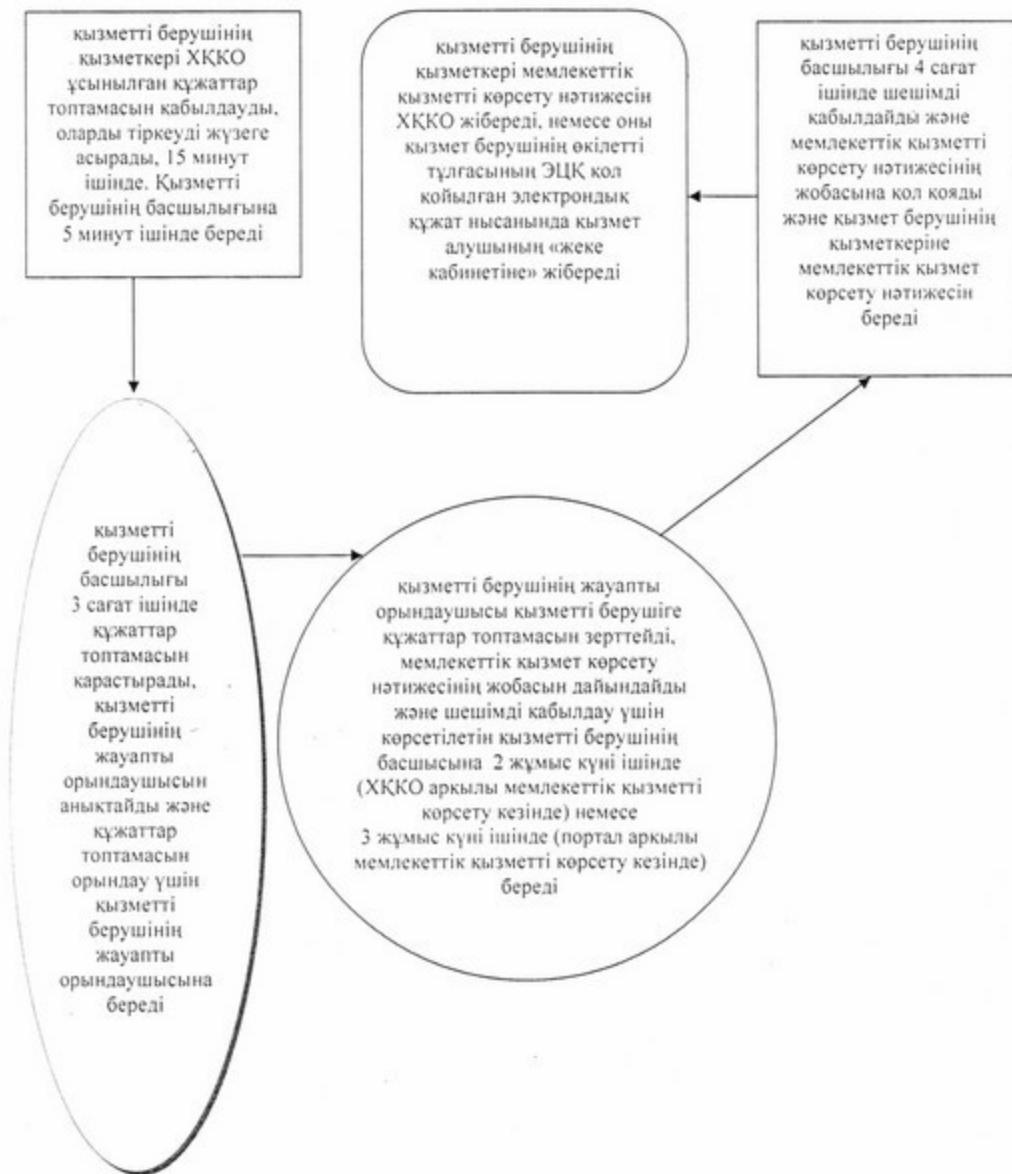 қызметті берушінің
қызметкері ХҚКО
ұсынылған құжаттар
топтамасын қабылдауды,
оларды тіркеуді жүзеге
асырады, 15 минут
ішінде. Қызметті
берушінің басшылығына
5 минут ішінде береді
қызметті
берушінің
басшылығы
3 сағат ішінде
құжаттар
топтамасын
қарастырады,
қызметті
берушінің
жауапты
орындаушысын
анықтайды және
құжаттар
топтамасын
орындау үшін
қызметті
берушінің
жауапты
орындаушысына
береді
қызметті берушінің жауапты
орындаушысы қызметті берушіге
құжаттар топтамасын зерттейді,
мемлекеттік қызмет көрсету
нәтижесінің жобасын дайындайды
және шешімді қабылдау үшін
көрсетілетін қызметті берушінің
басшысына 2 жұмыс күні ішінде
(ХҚКО арқылы мемлекеттік қызметті
көрсету кезінде) немесе
3 жұмыс күні ішінде (портал арқылы
мемлекеттік қызметті көрсету кезінде)
береді
қызметті берушінің
басшылығы 4 сағат
ішінде шешімді
қабылдайды және
мемлекеттік қызметті
көрсету нәтижесінің
жобасына қол қояды
және қызмет берушінің
қызметкеріне
мемлекеттік қызмет
көрсету нәтижесін
береді
қызметті берушінің
қызметкері мемлекеттік
қызметті көрсету нәтижесін
ХҚКО жібереді, немесе оны
қызмет берушінің өкілетті
тұлғасының ЭЦҚ қол
қойылған электрондық
құжат нысанында қызмет
алушының «жеке
кабинетіне» жібереді